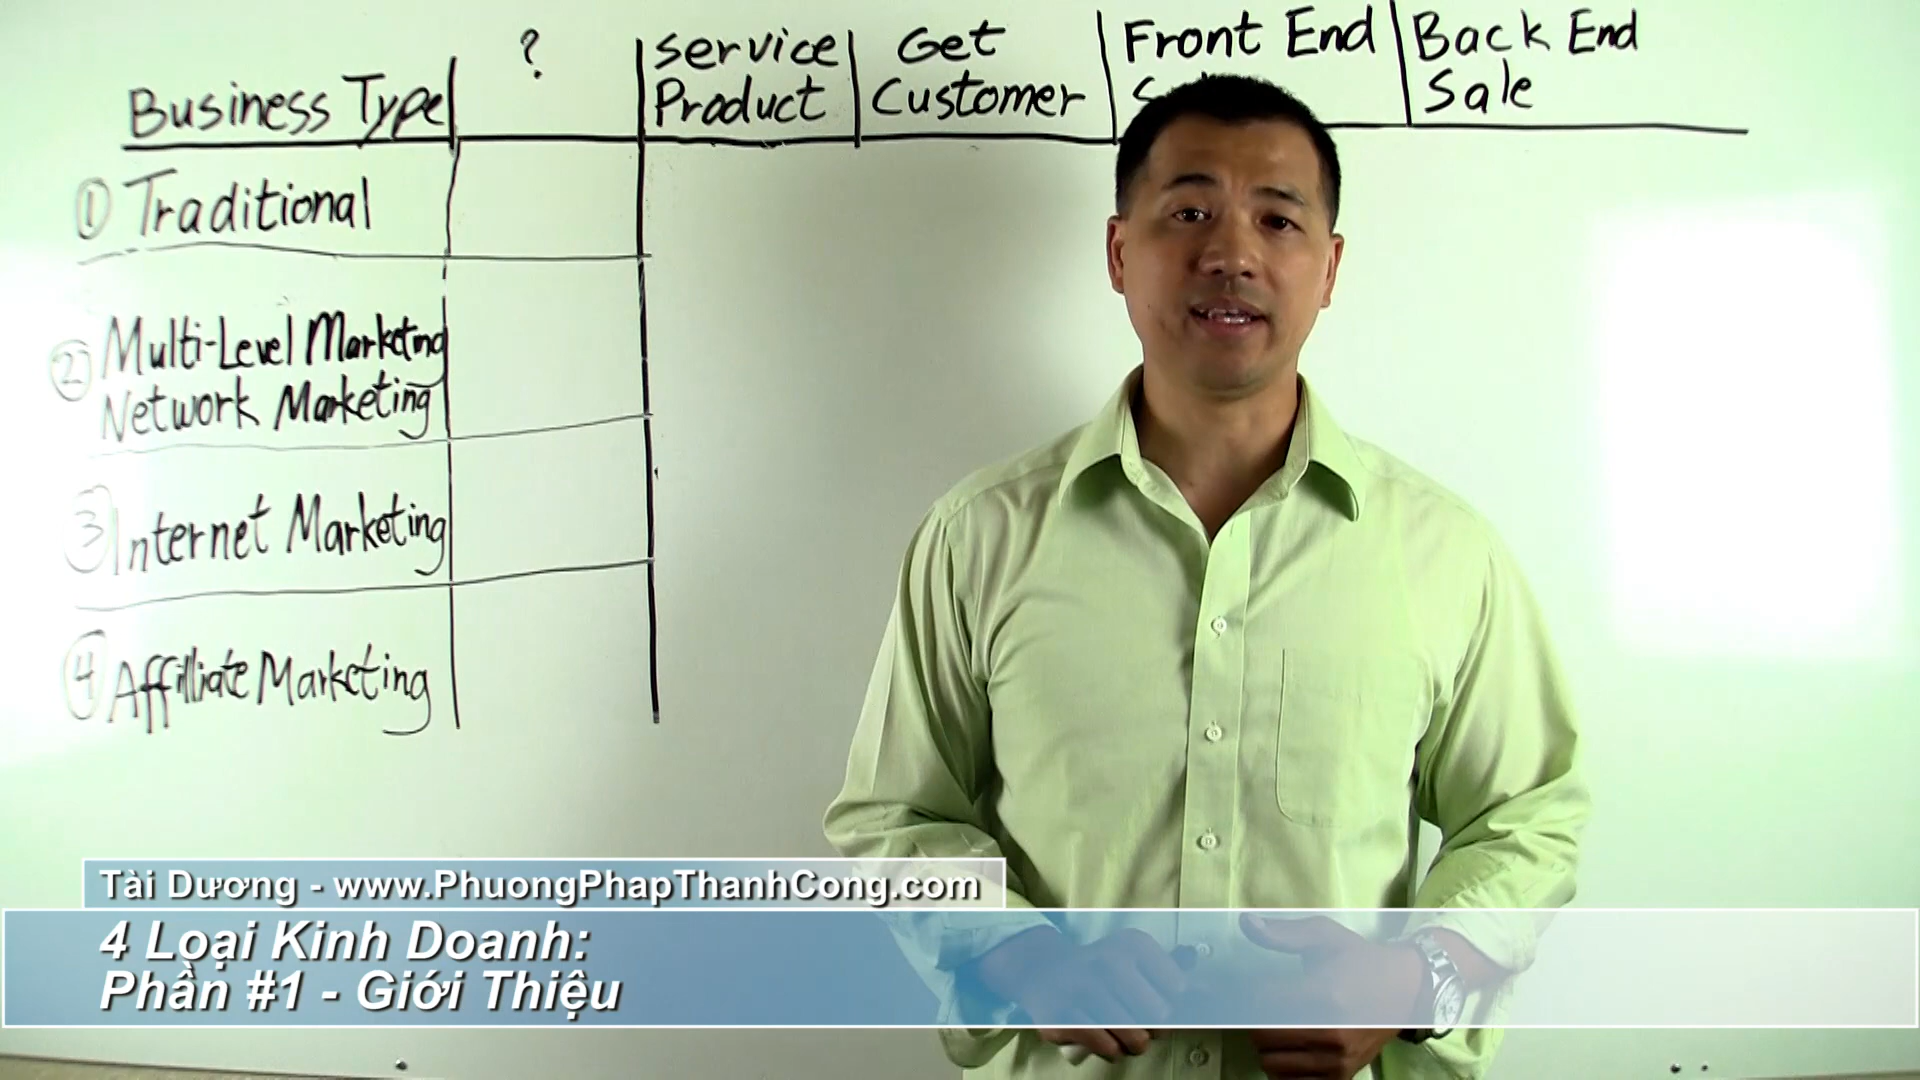 ?
Service
Product
Get
Customer
Front End
Back End
Sale
Business Type
① Traditional
② Multi-Level Marketing
Network Marketing
③ Internet Marketing
④ Affilliate Marketing
Tài Dương - www.PhuongPhapThanhCong.com
4 Loại Kinh Doanh:
Phần #1 - Giới Thiệu